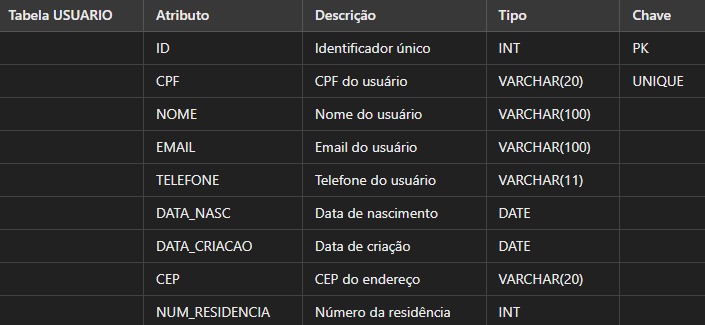 Tabela USUARIO Atributo Descrição Tipo Chave
ID Identificador único INT PK
CPF CPF do usuário VARCHAR(20) UNIQUE
NOME Nome do usuário VARCHAR(100)
EMAIL Email do usuário VARCHAR(100)
TELEFONE Telefone do usuário VARCHAR(11)
DATA_NASC Data de nascimento DATE
DATA_CRIACAO Data de criação DATE
CEP CEP do endereço VARCHAR(20)
NUM_RESIDENCIA Número da residência INT